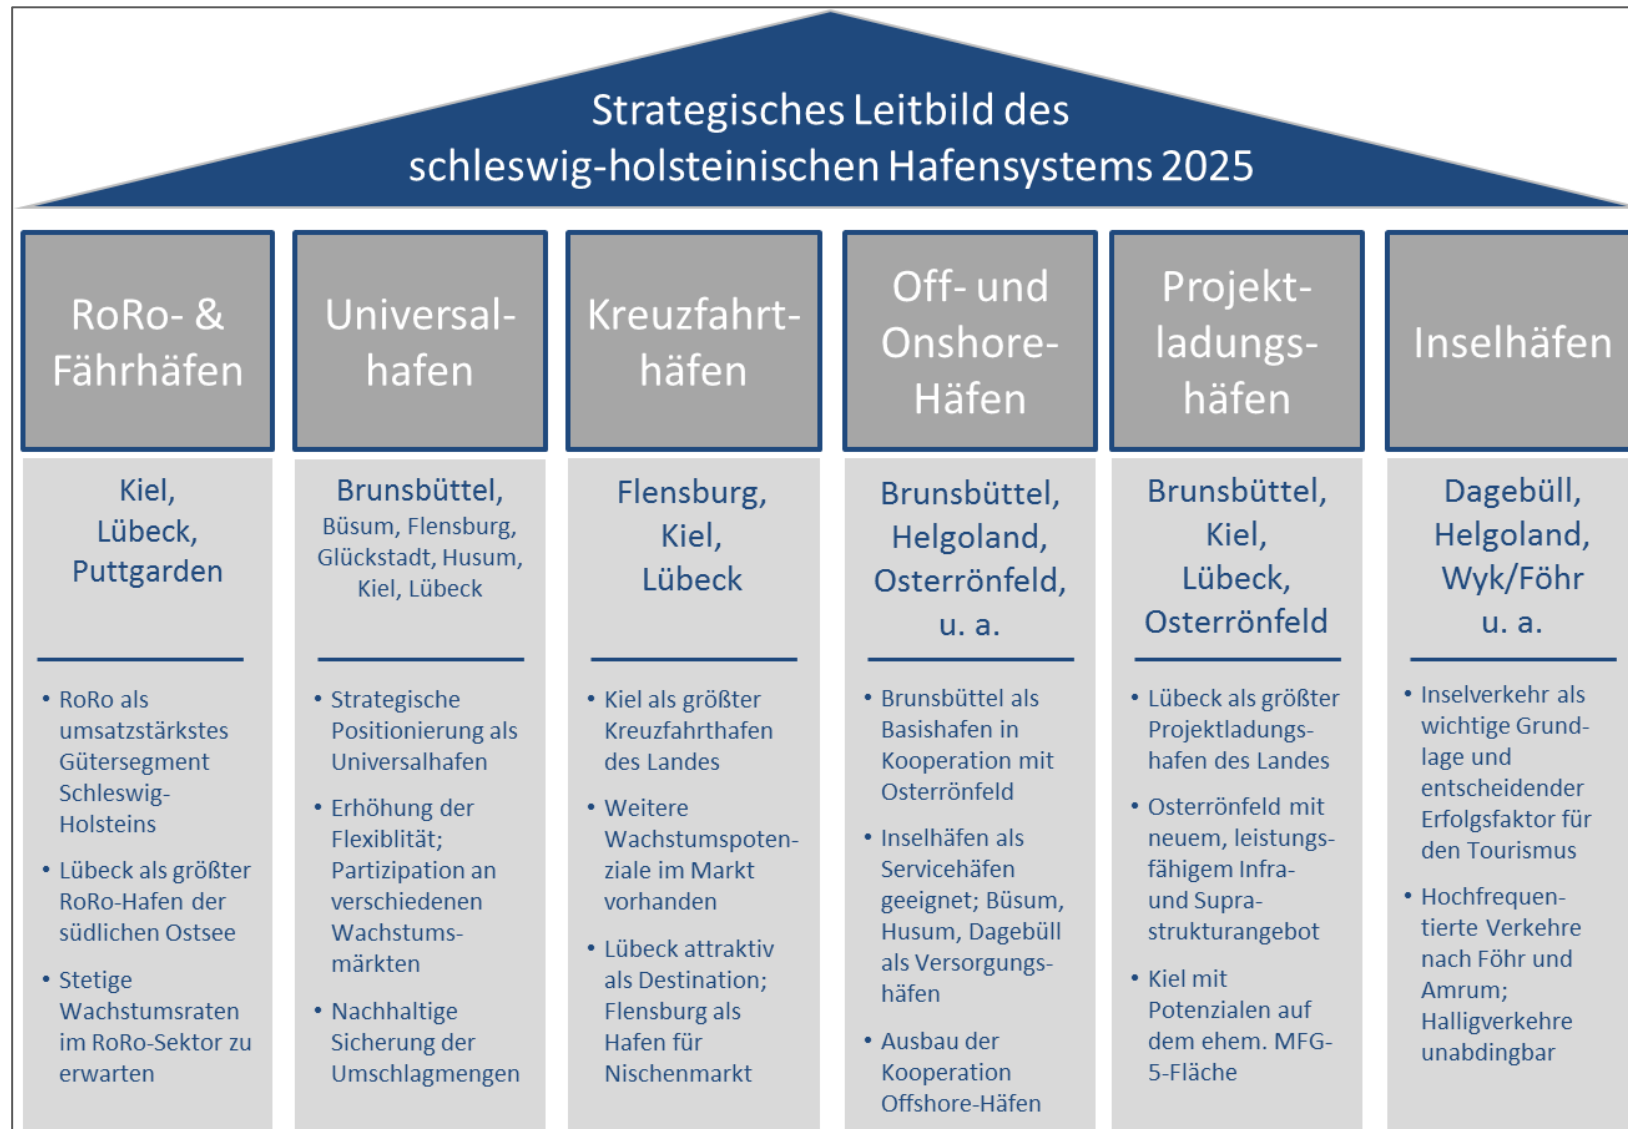 Strategisches Leitbild des
schleswig-holsteinischen Hafensystems 2025
RoRo- &
Fährhäfen
Kiel,
Lübeck,
Puttgarden
• RoRo als
umsatzstärkstes
Gütersegment
Schleswig-
Holsteins
• Lübeck als größter
RoRo-Hafen der
südlichen Ostsee
• Stetige
Wachstumsraten
im RoRo-Sektor zu
erwarten
Universal-
hafen
Brunsbüttel,
Büsum, Flensburg,
Glückstadt, Husum,
Kiel, Lübeck
• Strategische
Positionierung als
Universalhafen
• Erhöhung der
Flexiblität;
Partizipation an
verschiedenen
Wachstums-
märkten
• Nachhaltige
Sicherung der
Umschlagmengen
Kreuzfahrt-
häfen
Flensburg,
Kiel,
Lübeck
• Kiel als größter
Kreuzfahrthafen
des Landes
• Weitere
Wachstumspoten-
ziale im Markt
vorhanden
• Lübeck attraktiv
als Destination;
Flensburg als
Hafen für
Nischenmarkt
Off- und
Onshore-
Häfen
Brunsbüttel,
Helgoland,
Osterrönfeld,
u. a.
• Brunsbüttel als
Basishafen in
Kooperation mit
Osterrönfeld
• Inselhäfen als
Servicehäfen
geeignet; Büsum,
Husum, Dagebüll
als Versorgungs-
häfen
• Ausbau der
Kooperation
Offshore-Häfen
Projekt-
ladungs-
häfen
Brunsbüttel,
Kiel,
Lübeck,
Osterrönfeld
• Lübeck als größter
Projektladungs-
hafen des Landes
• Osterrönfeld mit
neuem, leistungs-
fähigem Infra-
und Supra-
strukturangebot
• Kiel mit
Potenzialen auf
dem ehem. MFG-
5-Fläche
Inselhäfen
Dagebüll,
Helgoland,
Wyk/Föhr
u. a.
• Inselverkehr als
wichtige Grund-
lage und
entscheidender
Erfolgsfaktor für
den Tourismus
• Hochfrequen-
tierte Verkehre
nach Föhr und
Amrum;
Halligverkehre
unabdingbar